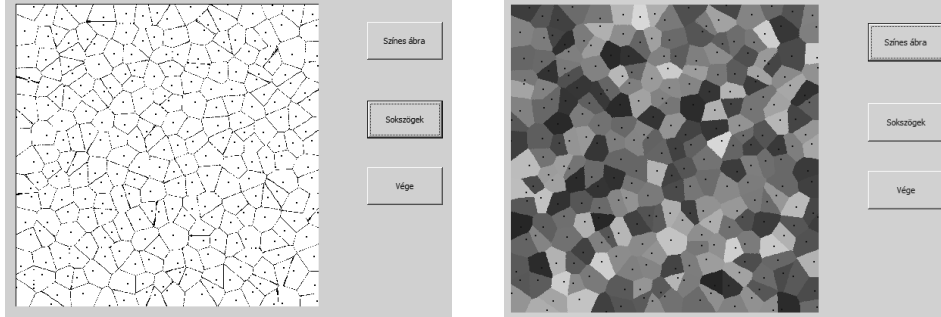 Színes ábra
Sokszögek
Vége
Színes ábra
Sokszögek
Vége